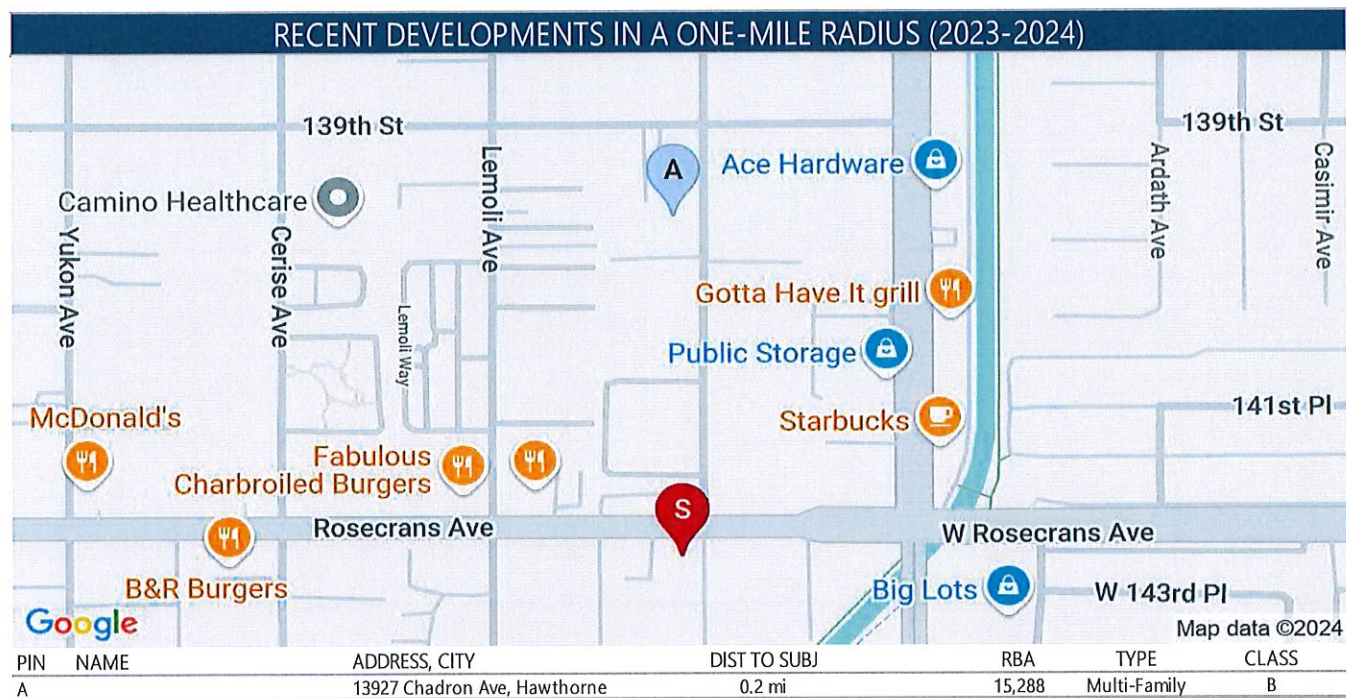 RECENT DEVELOPMENTS IN A ONE-MILE RADIUS (2023-2024)
139th St
139th St
Lemoli Ave
A
Ace Hardware
Ardath Ave
Casimir Ave
Camino Healthcare
Yukon Ave
Cerise Ave
Gotta Have It grill
Lemoli Way
Public Storage
McDonald's
Starbucks
141st Pl
Fabulous
Charbroiled Burgers
S
Rosecrans Ave
W Rosecrans Ave
B&R Burgers
Big Lots
W 143rd Pl
Google
Map data ©2024
PIN NAME ADDRESS, CITY DIST TO SUBJ RBA TYPE CLASS
A 13927 Chadron Ave, Hawthorne 0.2 mi 15,288 Multi-Family B